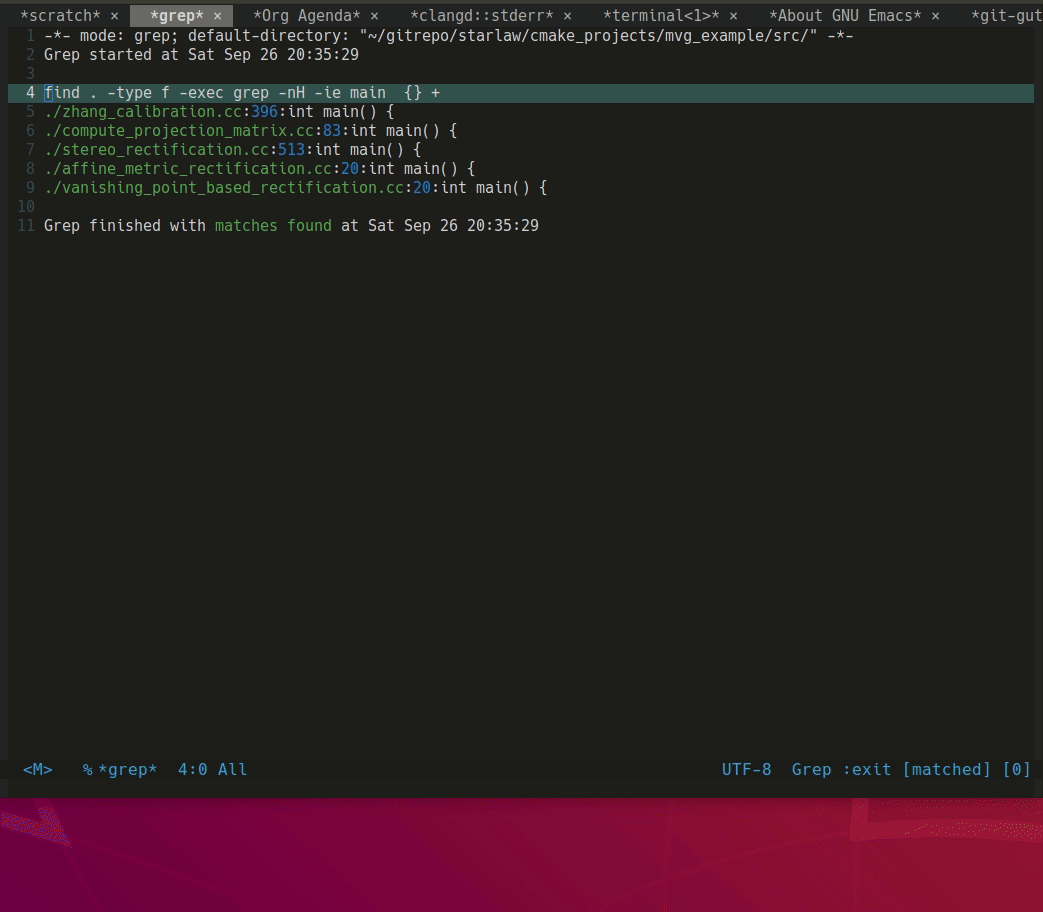 *scratch* × *grep* × *Org Agenda* × *clangd::stderr* × *terminal<1>* × *About GNU Emacs* × *git-gut
1 -*- mode: grep; default-directory: "~/gitrepo/starlaw/cmake_projects/mvg_example/src/" -*-
2 Grep started at Sat Sep 26 20:35:29
3
4 find . -type f -exec grep -nH -ie main  {} +
5 ./zhang_calibration.cc:396:int main() {
6 ./compute_projection_matrix.cc:83:int main() {
7 ./stereo_rectification.cc:513:int main() {
8 ./affine_metric_rectification.cc:20:int main() {
9 ./vanishing_point_based_rectification.cc:20:int main() {
10
11 Grep finished with matches found at Sat Sep 26 20:35:29
<M> % *grep* 4:0 All UTF-8 Grep :exit [matched] [0]